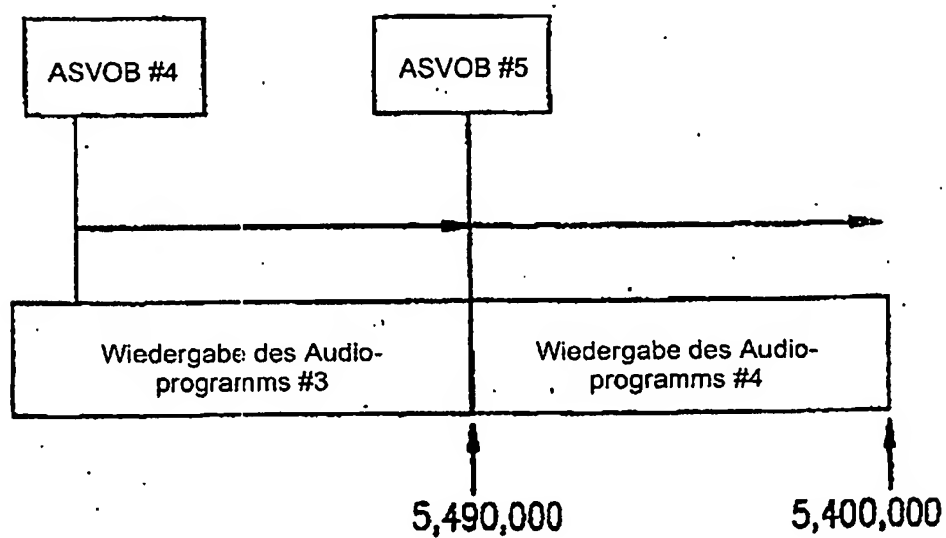 ASVOB #4
ASVOB #5
Wiedergabe des Audio-
programms #3
Wiedergabe des Audio-
programms #4
5,490,000
5,400,000